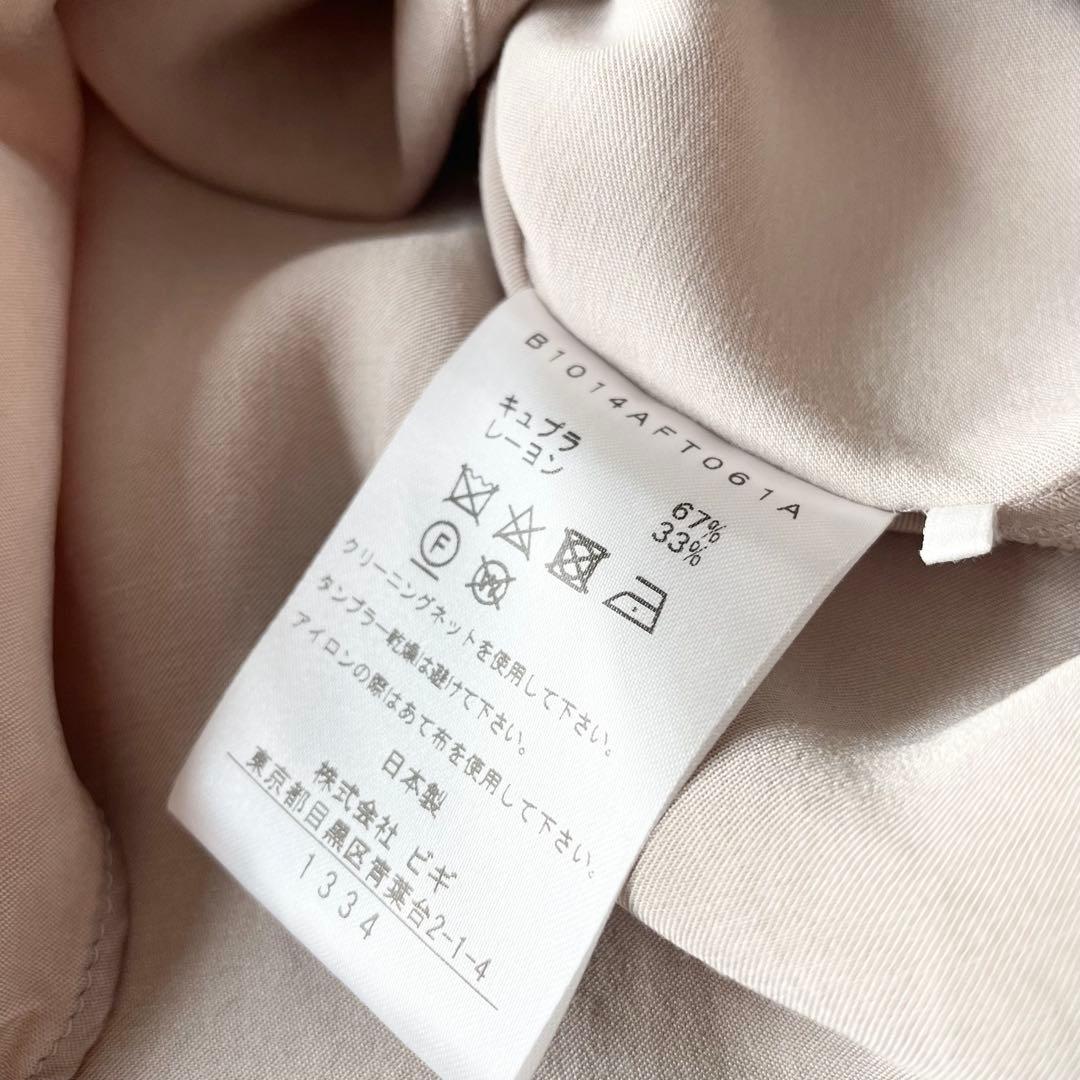 B1014AFT061A
キュプラ 67%
レーヨン 33%
F
W
クリーニングネットを使用して下さい。
タンブラー乾燥は避けて下さい。
アイロンの際はあて布を使用して下さい。
日本製
株式会社 ビギ
東京都目黒区青葉台2-1-4
1334